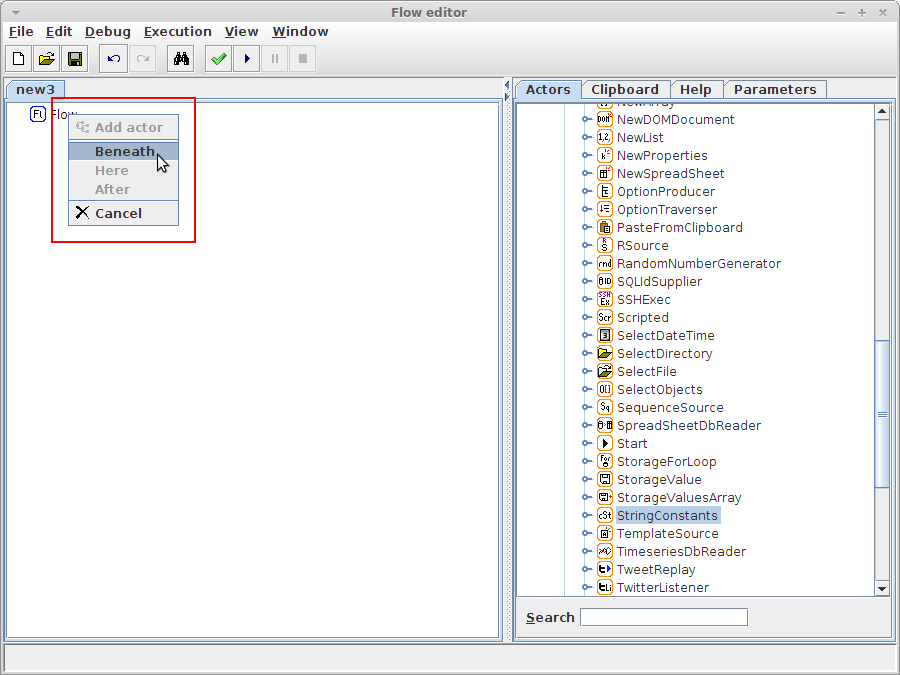 Flow editor
File Edit Debug Execution View Window
new3
Flow
Add actor
Beneath
Here
After
Cancel
Actors Clipboard Help Parameters
NewArray
NewDOMDocument
NewList
NewProperties
NewSpreadSheet
OptionProducer
OptionTraverser
PasteFromClipboard
RSource
RandomNumberGenerator
SQLIdSupplier
SSHExec
Scripted
SelectDateTime
SelectDirectory
SelectFile
SelectObjects
SequenceSource
SpreadSheetDbReader
Start
StorageForLoop
StorageValue
StorageValuesArray
StringConstants
TemplateSource
TimeseriesDbReader
TweetReplay
TwitterListener
Search